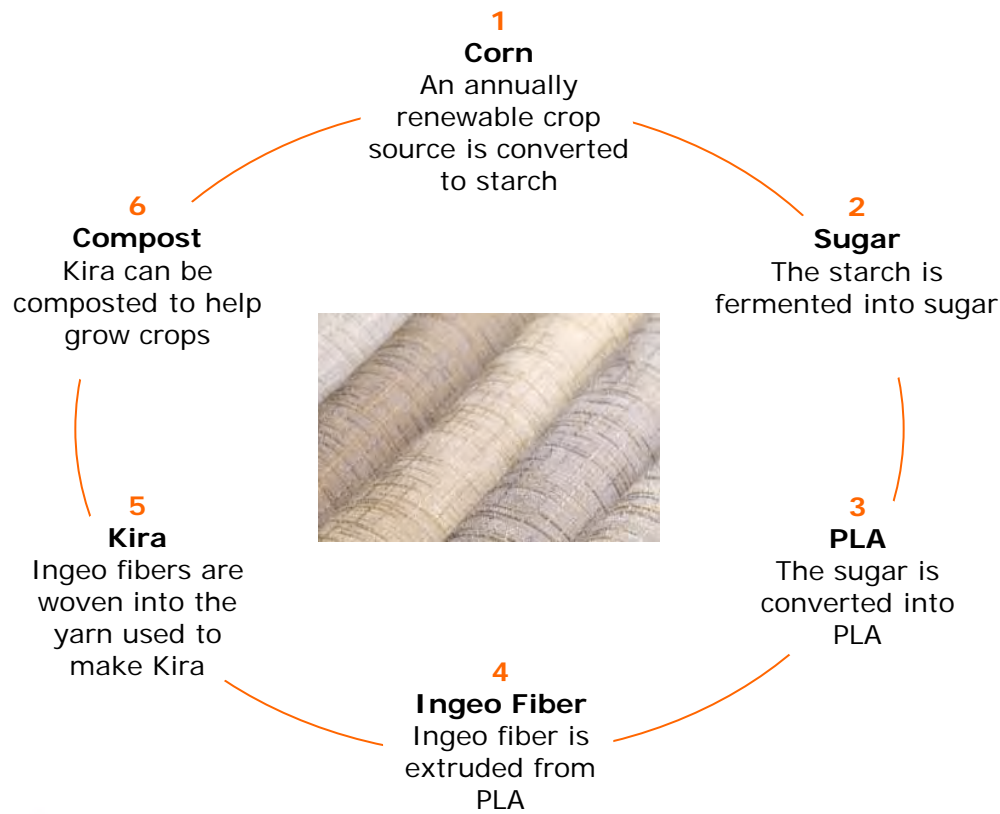 1
Corn
An annually
renewable crop
source is converted
to starch
2
Sugar
The starch is
fermented into sugar
3
PLA
The sugar is
converted into
PLA
4
Ingeo Fiber
Ingeo fiber is
extruded from
PLA
5
Kira
Ingeo fibers are
woven into the
yarn used to
make Kira
6
Compost
Kira can be
composted to help
grow crops